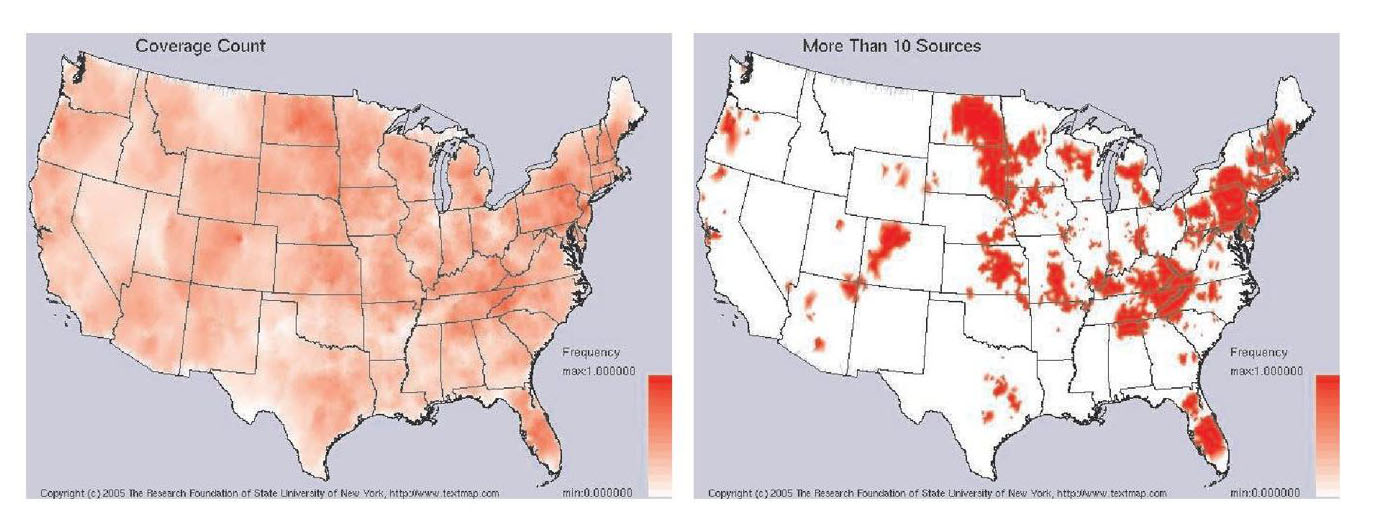 Coverage Count
Frequency
max:1.000000
min:0.000000
Copyright (c) 2005 The Research Foundation of State University of New York, http://www.textmap.com
More Than 10 Sources
Frequency
max:1.000000
min:0.000000
Copyright (c) 2005 The Research Foundation of State University of New York, http://www.textmap.com